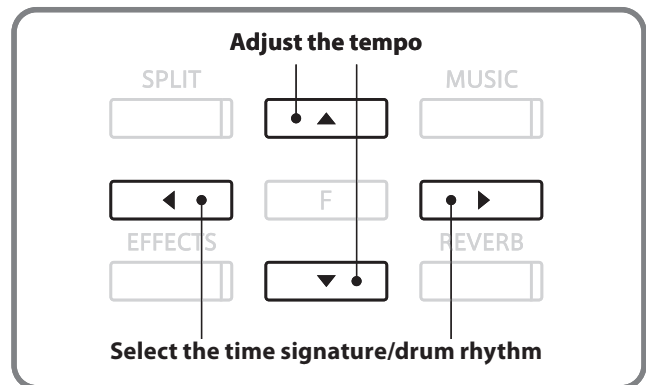 Adjust the tempo
SPLIT
MUSIC
F
EFFECTS
REVERB
Select the time signature/drum rhythm